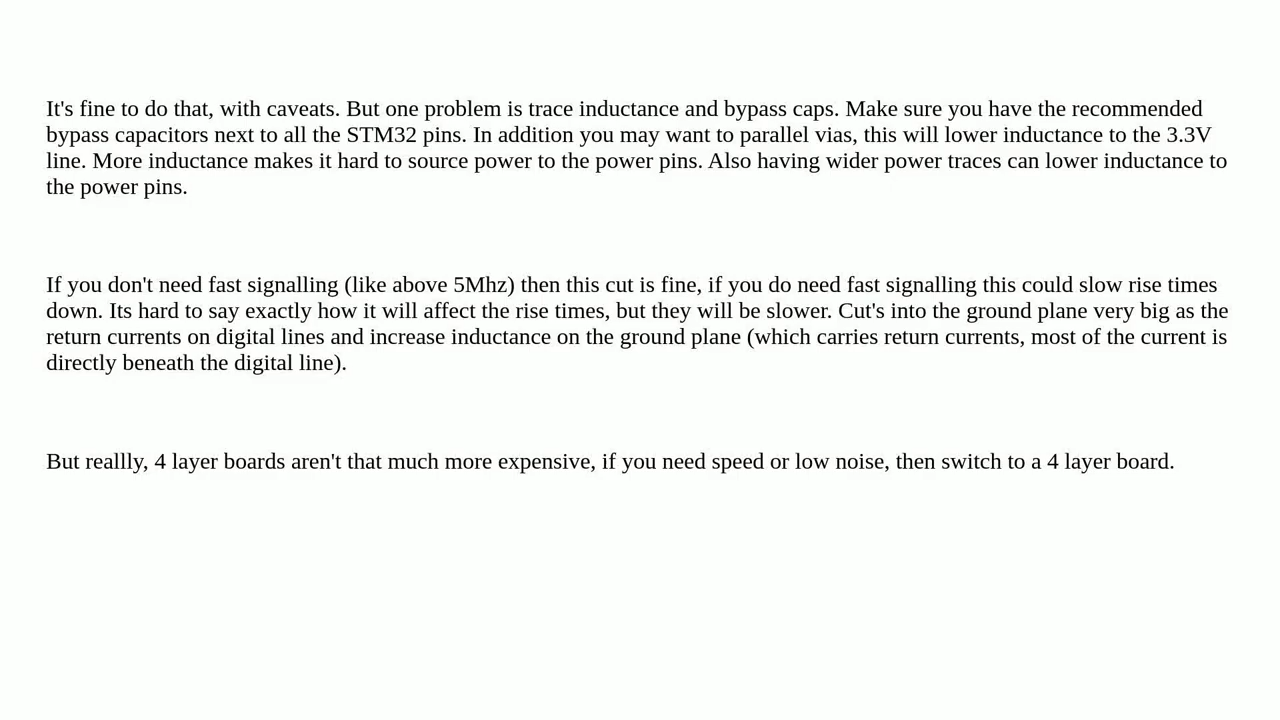 It's fine to do that, with caveats. But one problem is trace inductance and bypass caps. Make sure you have the recommended
bypass capacitors next to all the STM32 pins. In addition you may want to parallel vias, this will lower inductance to the 3.3V
line. More inductance makes it hard to source power to the power pins. Also having wider power traces can lower inductance to
the power pins.
If you don't need fast signalling (like above 5Mhz) then this cut is fine, if you do need fast signalling this could slow rise times
down. Its hard to say exactly how it will affect the rise times, but they will be slower. Cut's into the ground plane very big as the
return currents on digital lines and increase inductance on the ground plane (which carries return currents, most of the current is
directly beneath the digital line).
But reallly, 4 layer boards aren't that much more expensive, if you need speed or low noise, then switch to a 4 layer board.